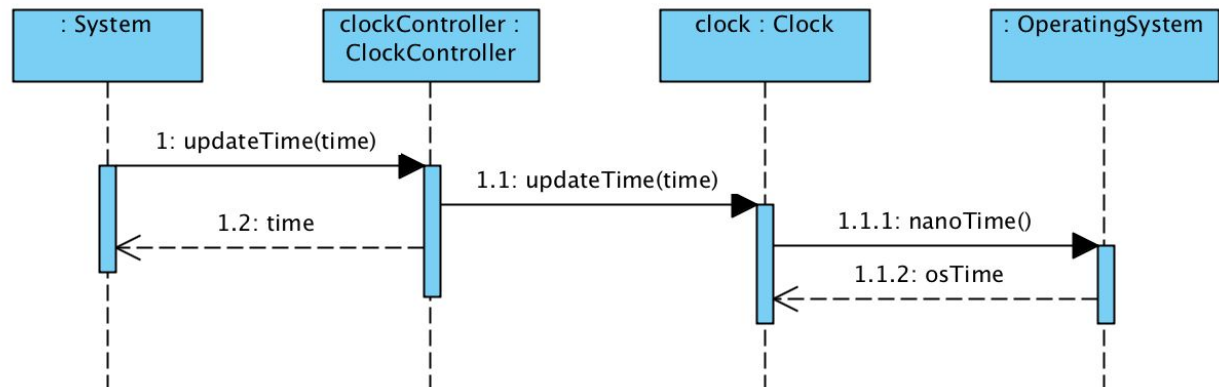 : System
clockController :
ClockController
clock : Clock
: OperatingSystem
1: updateTime(time)
1.1: updateTime(time)
1.2: time
1.1.1: nanoTime()
1.1.2: osTime